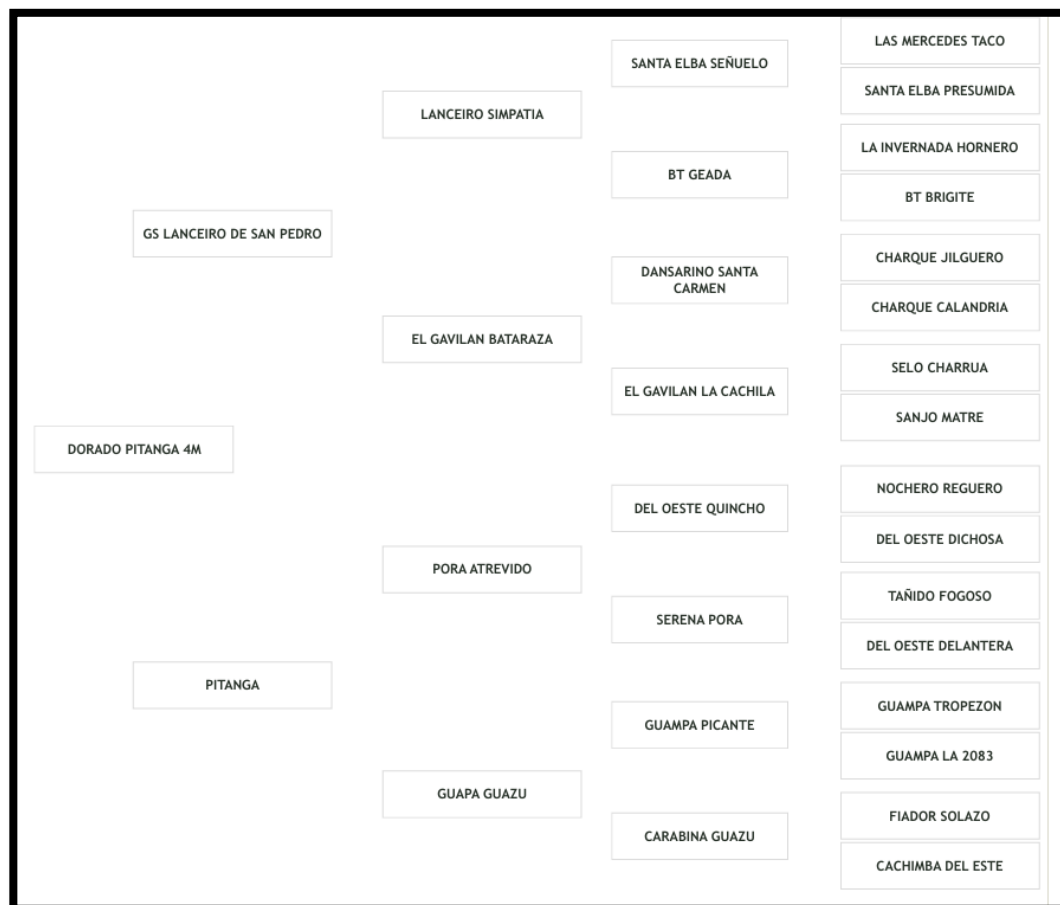 DORADO PITANGA 4M
GS LANCEIRO DE SAN PEDRO
PITANGA
LANCEIRO SIMPATIA
EL GAVILAN BATARAZA
PORA ATREVIDO
GUAPA GUAZU
SANTA ELBA SEÑUELO
BT GEADA
DANSARINO SANTA
CARMEN
EL GAVILAN LA CACHILA
DEL OESTE QUINCHO
SERENA PORA
GUAMPA PICANTE
CARABINA GUAZU
LAS MERCEDES TACO
SANTA ELBA PRESUMIDA
LA INVERNADA HORNERO
BT BRIGITE
CHARQUE JILGUERO
CHARQUE CALANDRIA
SELO CHARRUA
SANJO MATRE
NOCHERO REGUERO
DEL OESTE DICHOSA
TAÑIDO FOGOSO
DEL OESTE DELANTERA
GUAMPA TROPEZON
GUAMPA LA 2083
FIADOR SOLAZO
CACHIMBA DEL ESTE